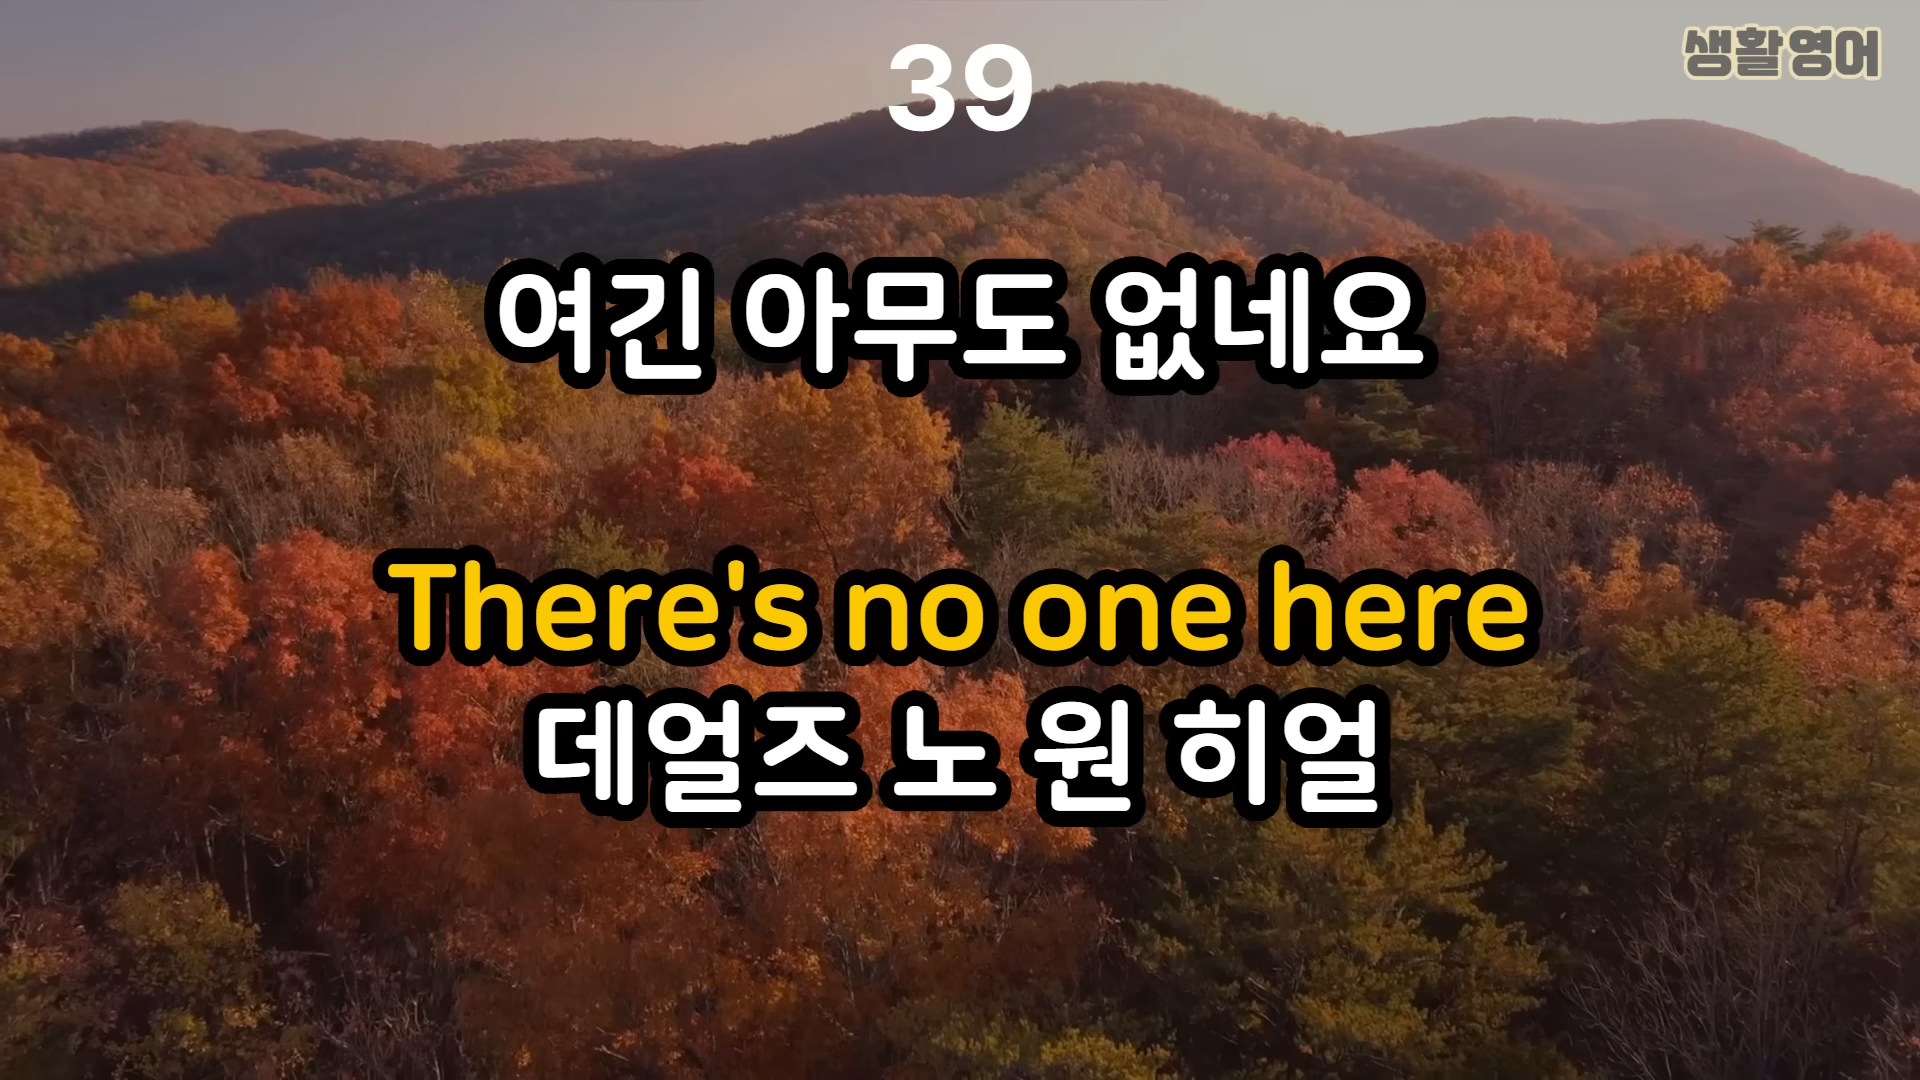 39
생활영어
여긴 아무도 없네요
There's no one here
데얼즈 노 원 히얼